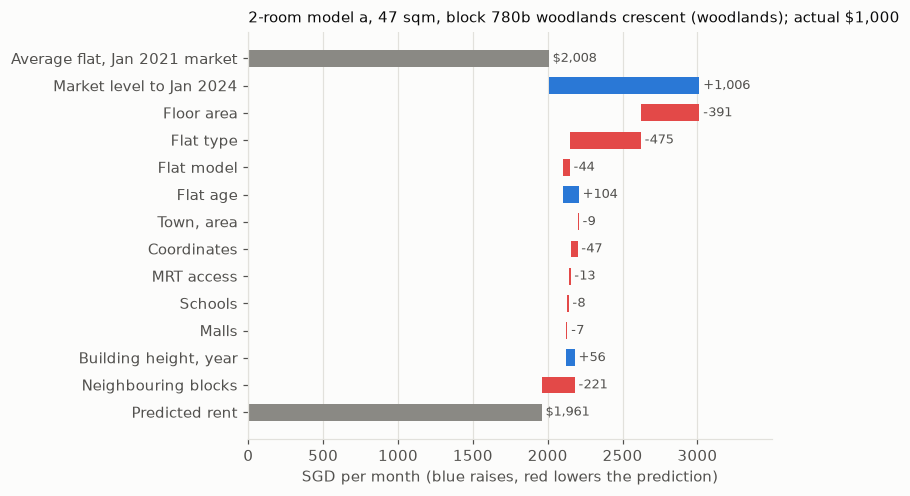 2-room model a, 47 sqm, block 780b woodlands crescent (woodlands); actual $1,000
Average flat, Jan 2021 market $2,008
Market level to Jan 2024 +1,006
Floor area -391
Flat type -475
Flat model -44
Flat age +104
Town, area -9
Coordinates -47
MRT access -13
Schools -8
Malls -7
Building height, year +56
Neighbouring blocks -221
Predicted rent $1,961
0 500 1000 1500 2000 2500 3000
SGD per month (blue raises, red lowers the prediction)